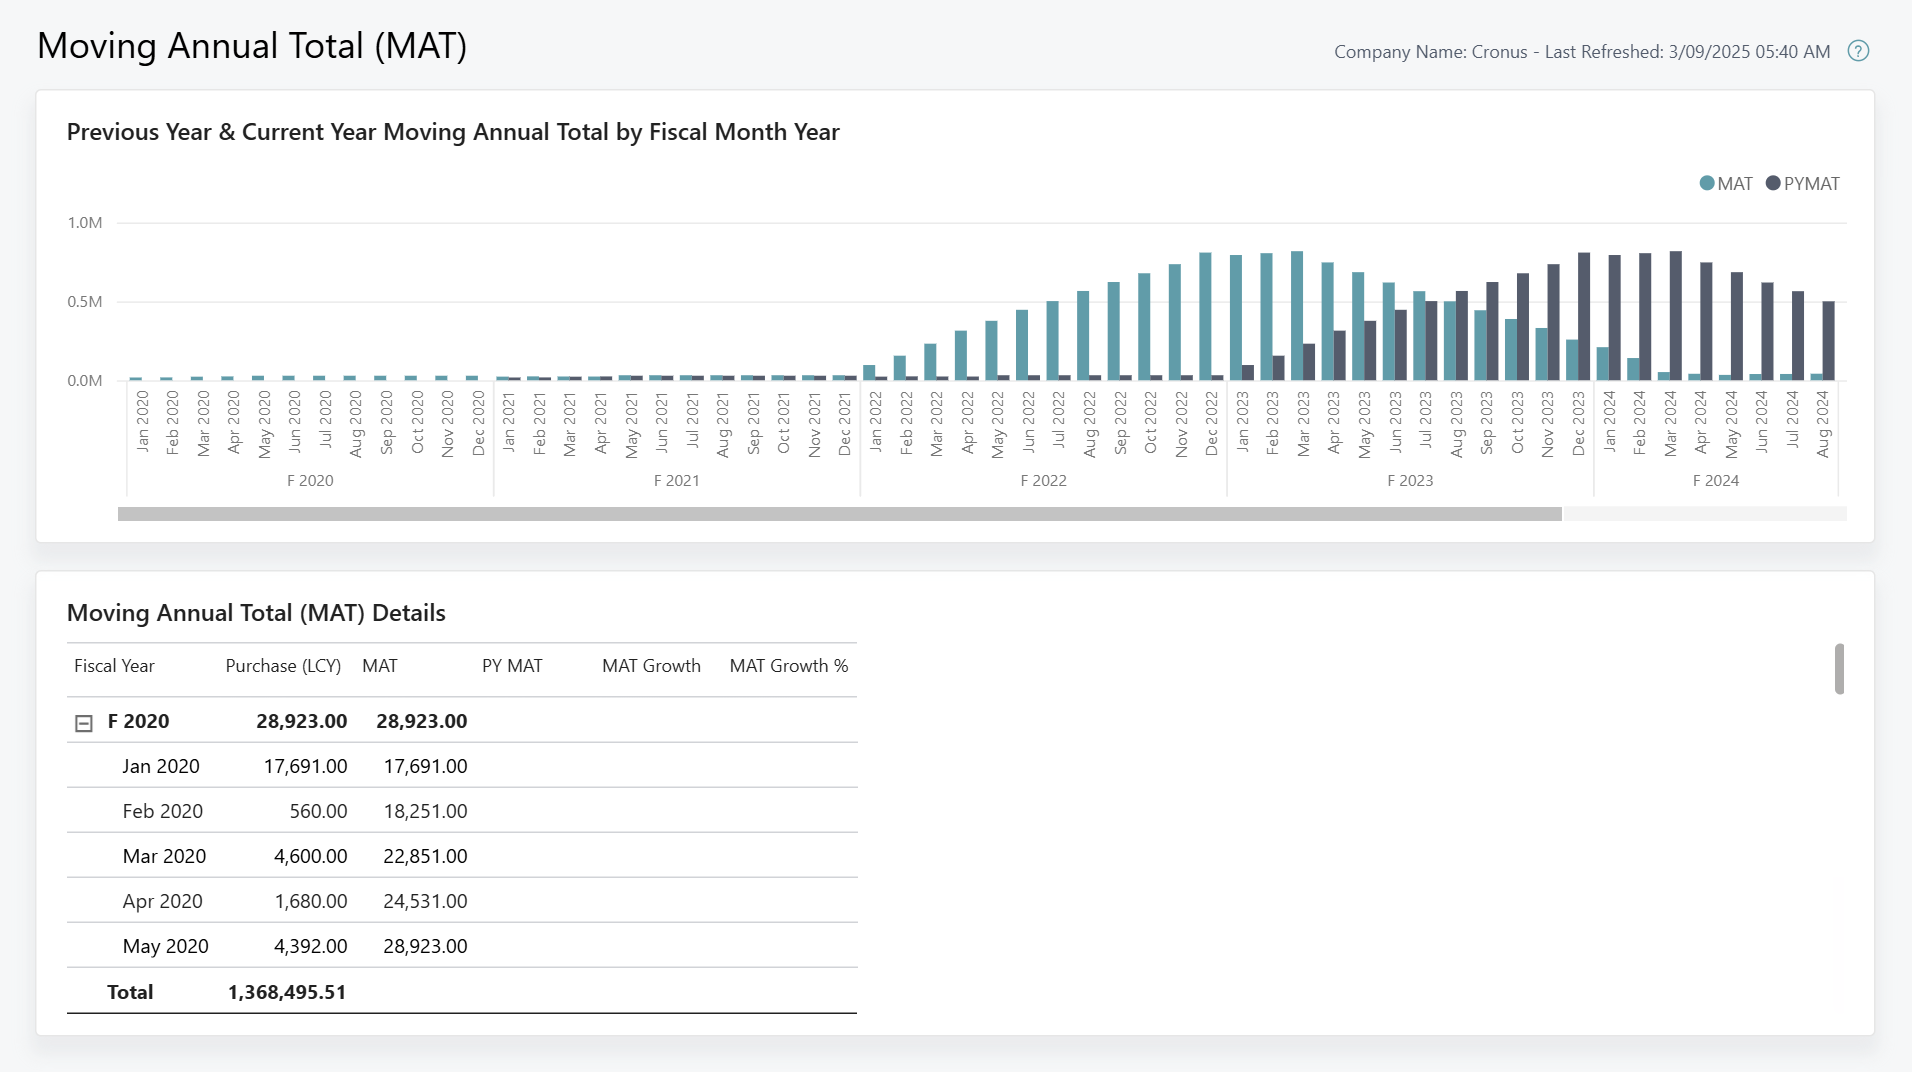 Moving Annual Total (MAT)
Company Name: Cronus - Last Refreshed: 3/09/2025 05:40 AM ?
Previous Year & Current Year Moving Annual Total by Fiscal Month Year
MAT PYMAT
1.0M
0.5M
0.0M
Jan 2020 Feb 2020 Mar 2020 Apr 2020 May 2020 Jun 2020 Jul 2020 Aug 2020 Sep 2020 Oct 2020 Nov 2020 Dec 2020 Jan 2021 Feb 2021 Mar 2021 Apr 2021 May 2021 Jun 2021 Jul 2021 Aug 2021 Sep 2021 Oct 2021 Nov 2021 Dec 2021 Jan 2022 Feb 2022 Mar 2022 Apr 2022 May 2022 Jun 2022 Jul 2022 Aug 2022 Sep 2022 Oct 2022 Nov 2022 Dec 2022 Jan 2023 Feb 2023 Mar 2023 Apr 2023 May 2023 Jun 2023 Jul 2023 Aug 2023 Sep 2023 Oct 2023 Nov 2023 Dec 2023 Jan 2024 Feb 2024 Mar 2024 Apr 2024 May 2024 Jun 2024 Jul 2024 Aug 2024
F 2020 F 2021 F 2022 F 2023 F 2024
Moving Annual Total (MAT) Details
Fiscal Year Purchase (LCY) MAT PY MAT MAT Growth MAT Growth %
F 2020 28,923.00 28,923.00
Jan 2020 17,691.00 17,691.00
Feb 2020 560.00 18,251.00
Mar 2020 4,600.00 22,851.00
Apr 2020 1,680.00 24,531.00
May 2020 4,392.00 28,923.00
Total 1,368,495.51